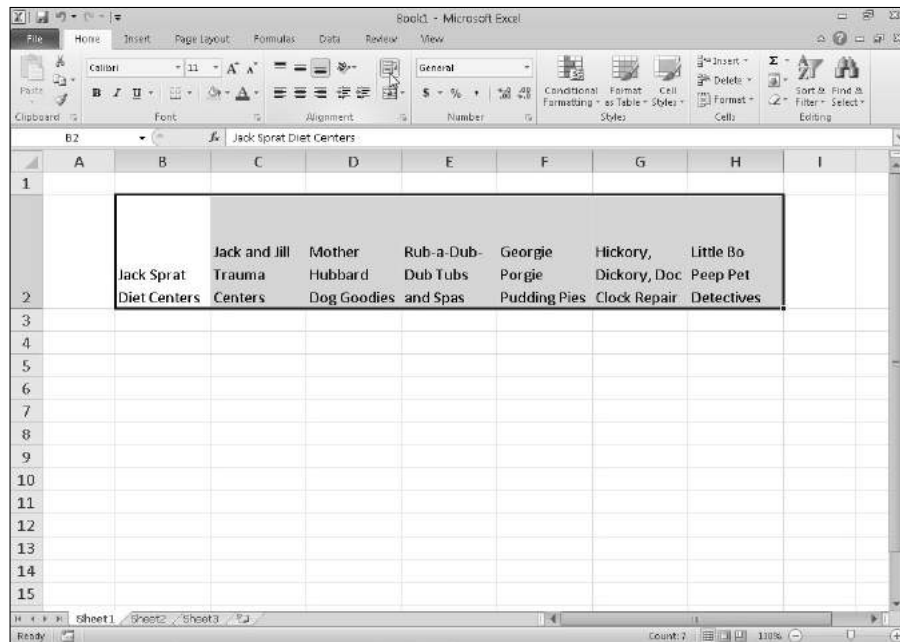 Book1 - Microsoft Excel
File Home Insert Page Layout Formulas Data Review View
Paste
Calibri 11 A A
B I U A
General
$ % ,
Conditional Formatting Format as Table Cell Styles
Insert
Delete
Format
Σ
Sort & Filter Find & Select
Clipboard Font Alignment Number Styles Cells Editing
B2 fx Jack Sprat Diet Centers
A B C D E F G H I
1
2
Jack Sprat
Diet Centers
Jack and Jill
Trauma
Centers
Mother
Hubbard
Dog Goodies
Rub-a-Dub-
Dub Tubs
and Spas
Georgie
Porgie
Pudding Pies
Hickory,
Dickory, Doc
Clock Repair
Little Bo
Peep Pet
Detectives
3
4
5
6
7
8
9
10
11
12
13
14
15
Sheet1 Sheet2 Sheet3
Ready Count: 7 110%